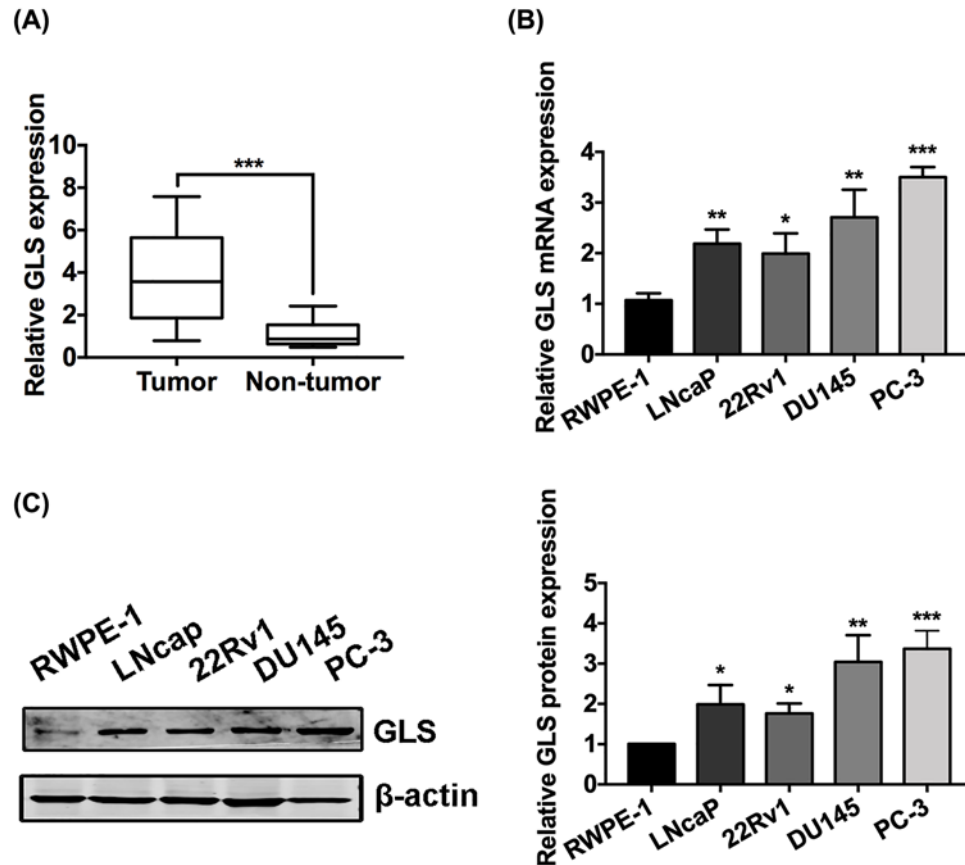 (A)
Relative GLS expression
10
8
6
4
2
0
***
Tumor
Non-tumor
(B)
Relative GLS mRNA expression
4
3
2
1
0
**
*
**
***
RWPE-1
LNcaP
22Rv1
DU145
PC-3
(C)
RWPE-1
LNcap
22Rv1
DU145
PC-3
GLS
β-actin
Relative GLS protein expression
5
4
3
2
1
0
*
*
**
***
RWPE-1
LNcaP
22Rv1
DU145
PC-3